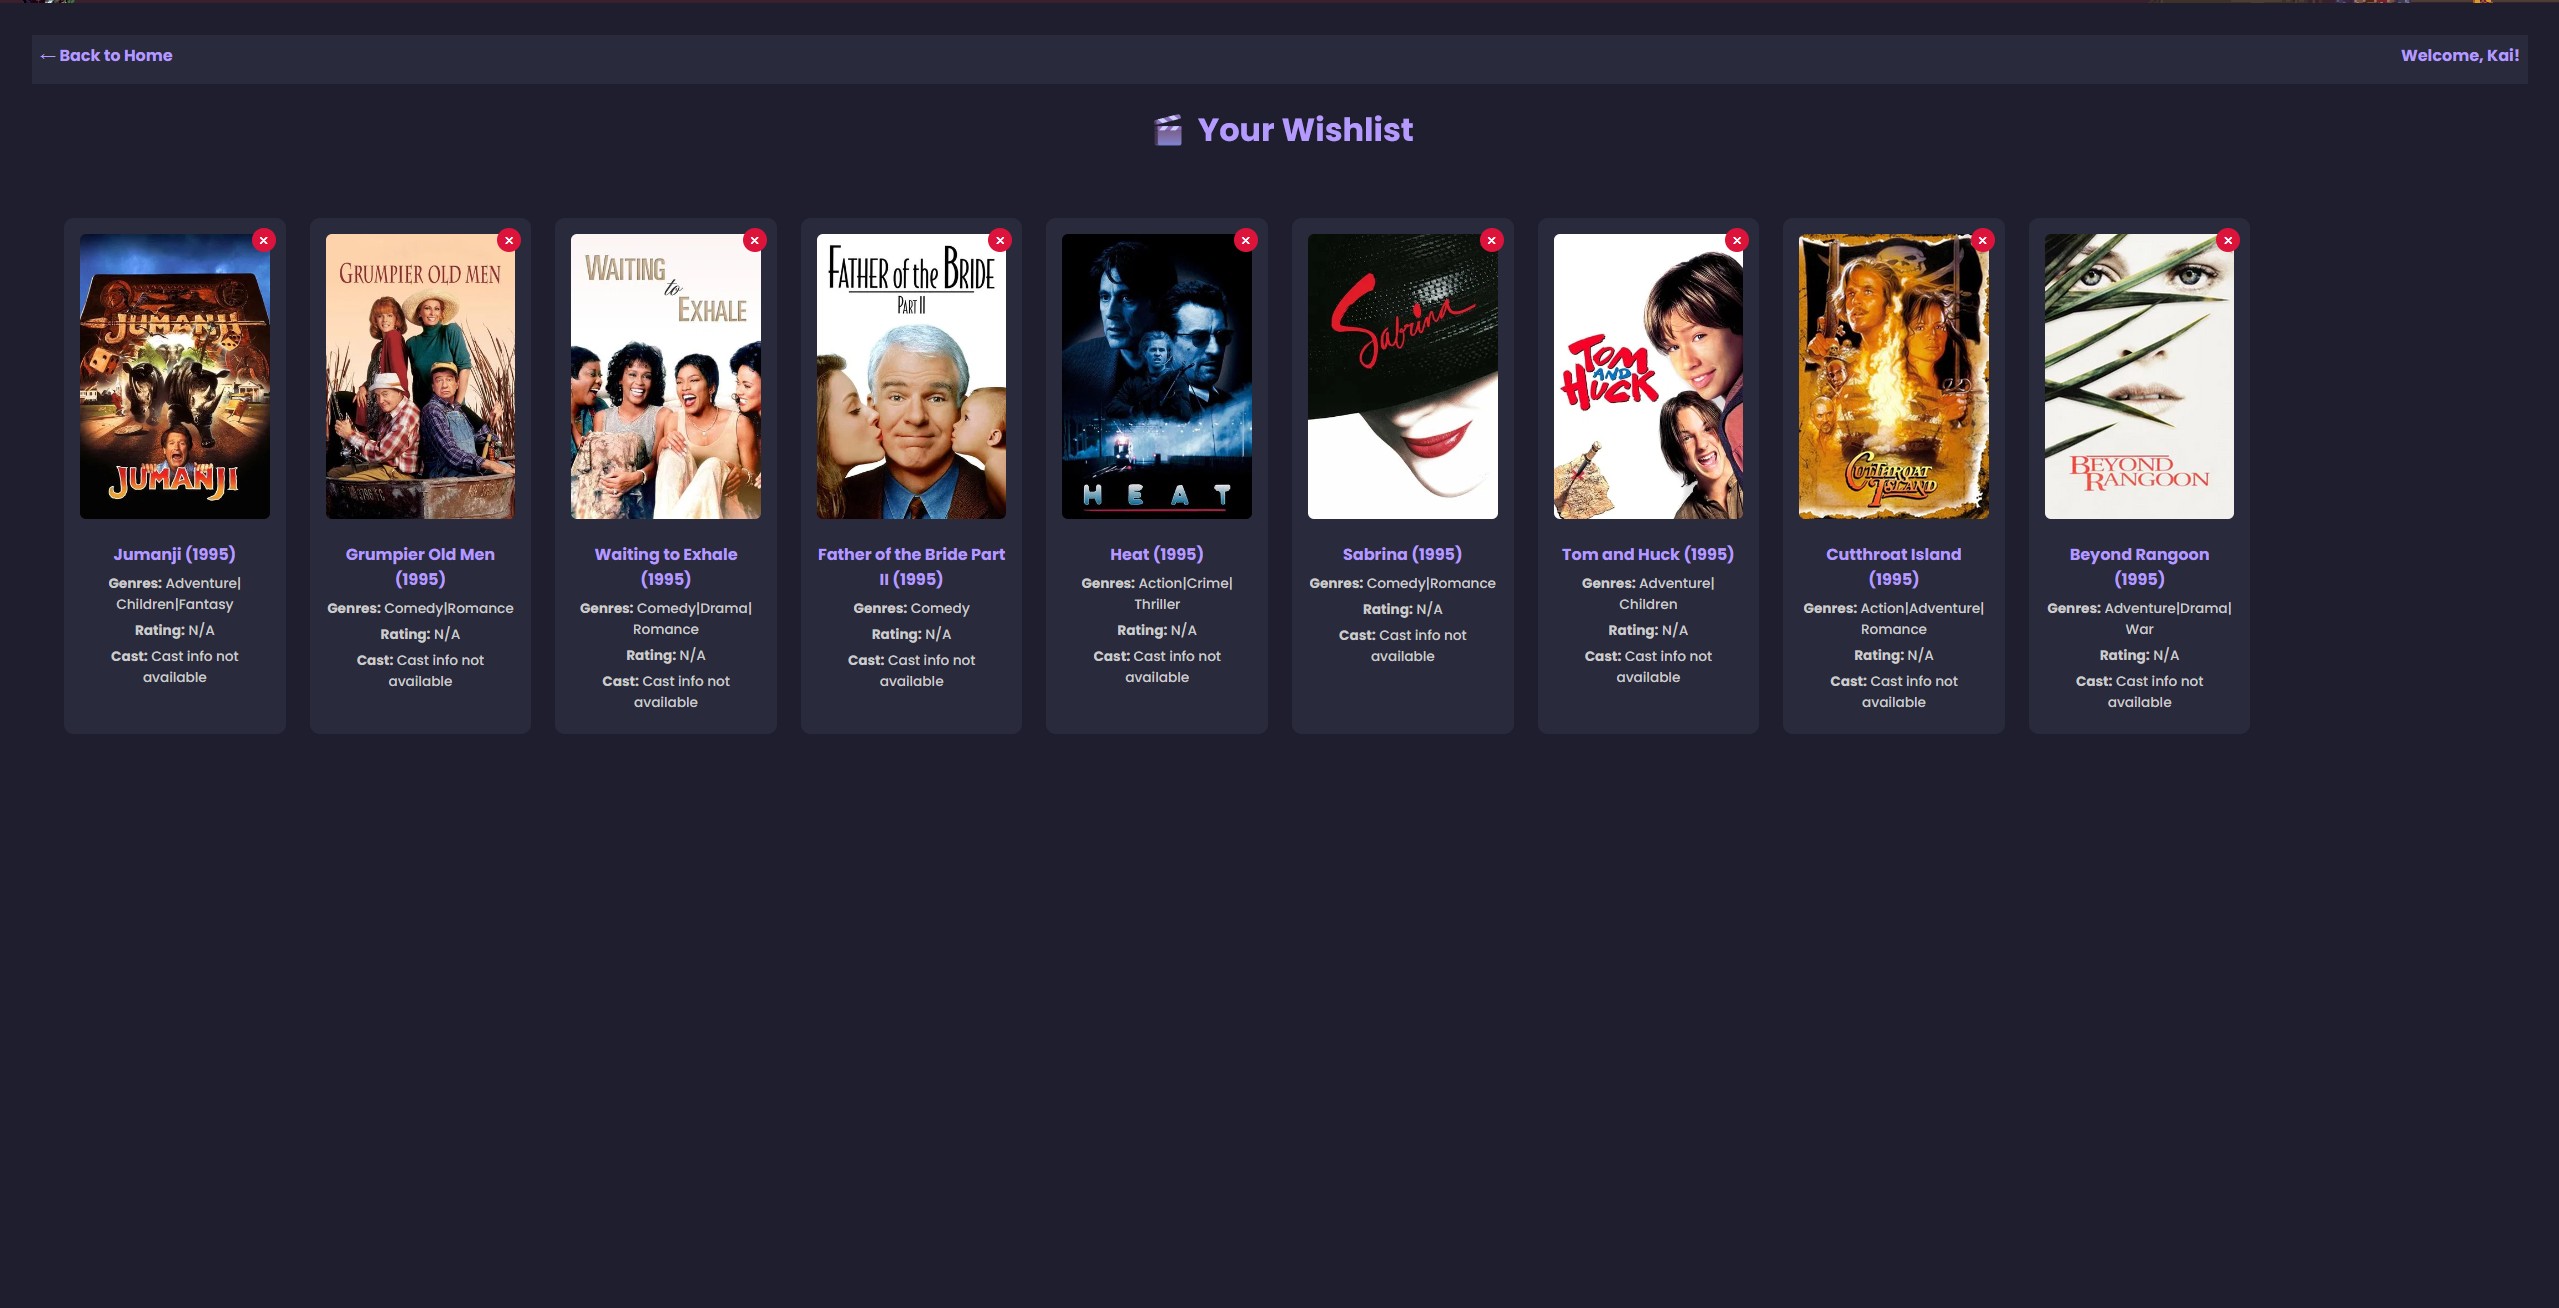 ← Back to Home
Welcome, Kai!
🎬 Your Wishlist
JUMANJI
JUMANJI
Jumanji (1995)
Genres: Adventure|
Children|Fantasy
Rating: N/A
Cast: Cast info not
available
GRUMPIER OLD MEN
Grumpier Old Men
(1995)
Genres: Comedy|Romance
Rating: N/A
Cast: Cast info not
available
WAITING
to
EXHALE
Waiting to Exhale
(1995)
Genres: Comedy|Drama|
Romance
Rating: N/A
Cast: Cast info not
available
FATHER of the BRIDE
PART II
Father of the Bride Part
II (1995)
Genres: Comedy
Rating: N/A
Cast: Cast info not
available
HEAT
Heat (1995)
Genres: Action|Crime|
Thriller
Rating: N/A
Cast: Cast info not
available
Sabrina
Sabrina (1995)
Genres: Comedy|Romance
Rating: N/A
Cast: Cast info not
available
TOM
AND
HUCK
Tom and Huck (1995)
Genres: Adventure|
Children
Rating: N/A
Cast: Cast info not
available
CUTTHROAT
ISLAND
Cutthroat Island
(1995)
Genres: Action|Adventure|
Romance
Rating: N/A
Cast: Cast info not
available
BEYOND
RANGOON
Beyond Rangoon
(1995)
Genres: Adventure|Drama|
War
Rating: N/A
Cast: Cast info not
available